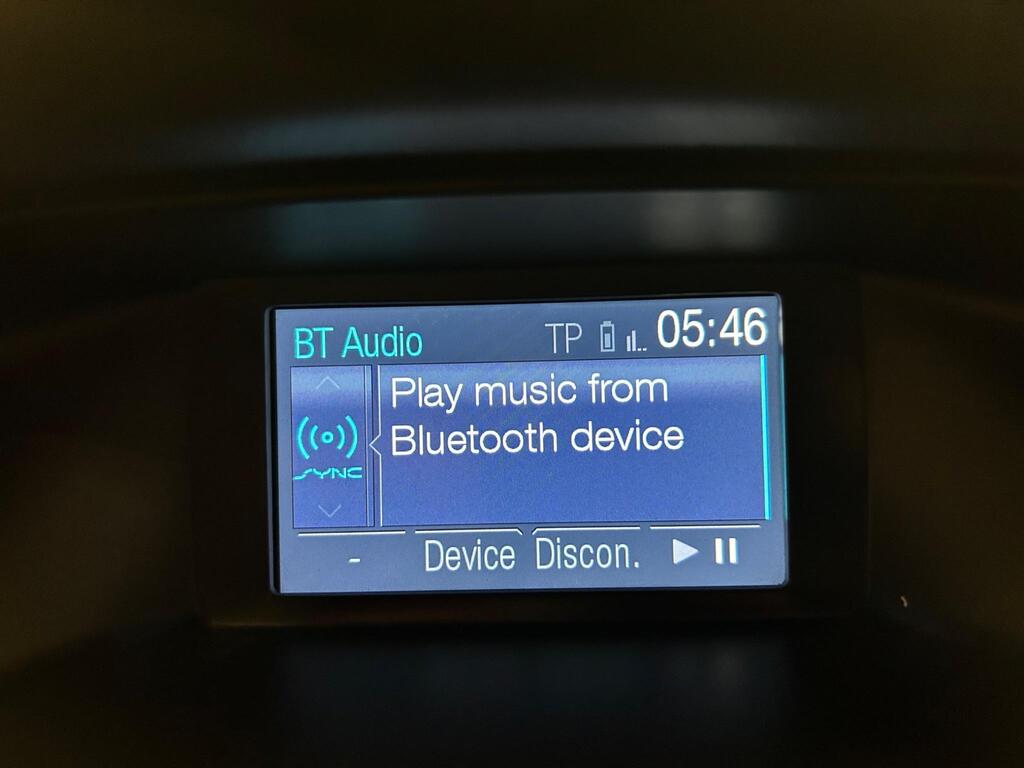 BT Audio TP 05:46
Play music from
Bluetooth device
SYNC
- Device Discon.